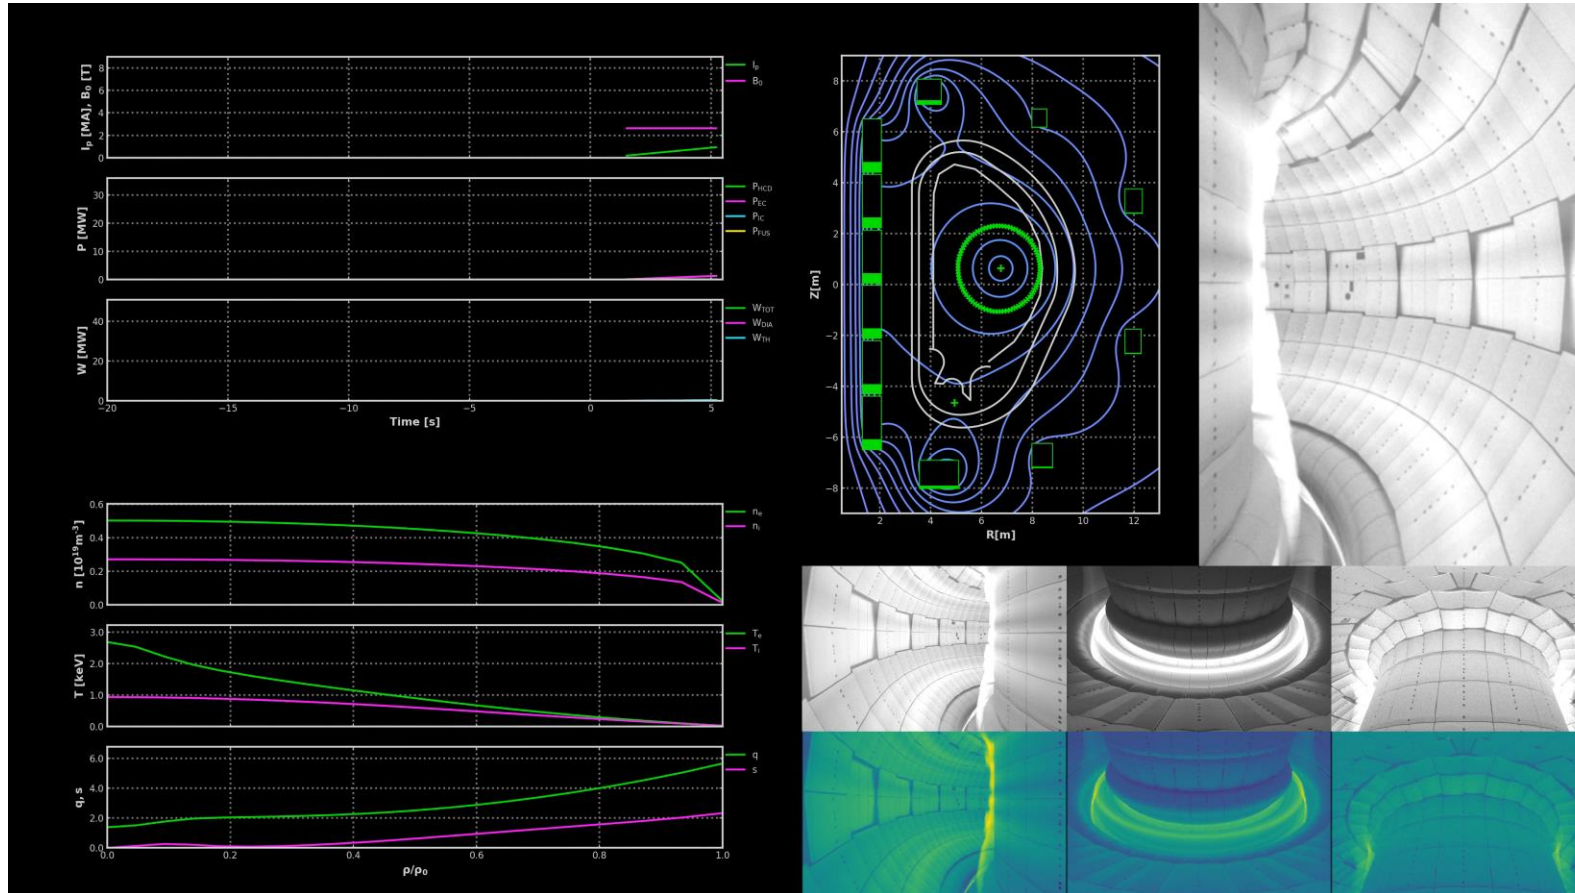 Ip [MA], B0 [T]
8
6
4
2
0
Ip
B0
P [MW]
30
20
10
0
PHCD
PEC
PIC
PFUS
W [MW]
40
20
0
WTOT
WDIA
WTH
−20 −15 −10 −5 0 5
Time [s]
n [10^19m^-3]
0.6
0.4
0.2
0.0
ne
ni
T [keV]
3.0
2.0
1.0
0.0
Te
Ti
q, s
6.0
4.0
2.0
0.0
q
s
0.0 0.2 0.4 0.6 0.8 1.0
ρ/ρ0
Z[m]
8
6
4
2
0
−2
−4
−6
−8
2 4 6 8 10 12
R[m]